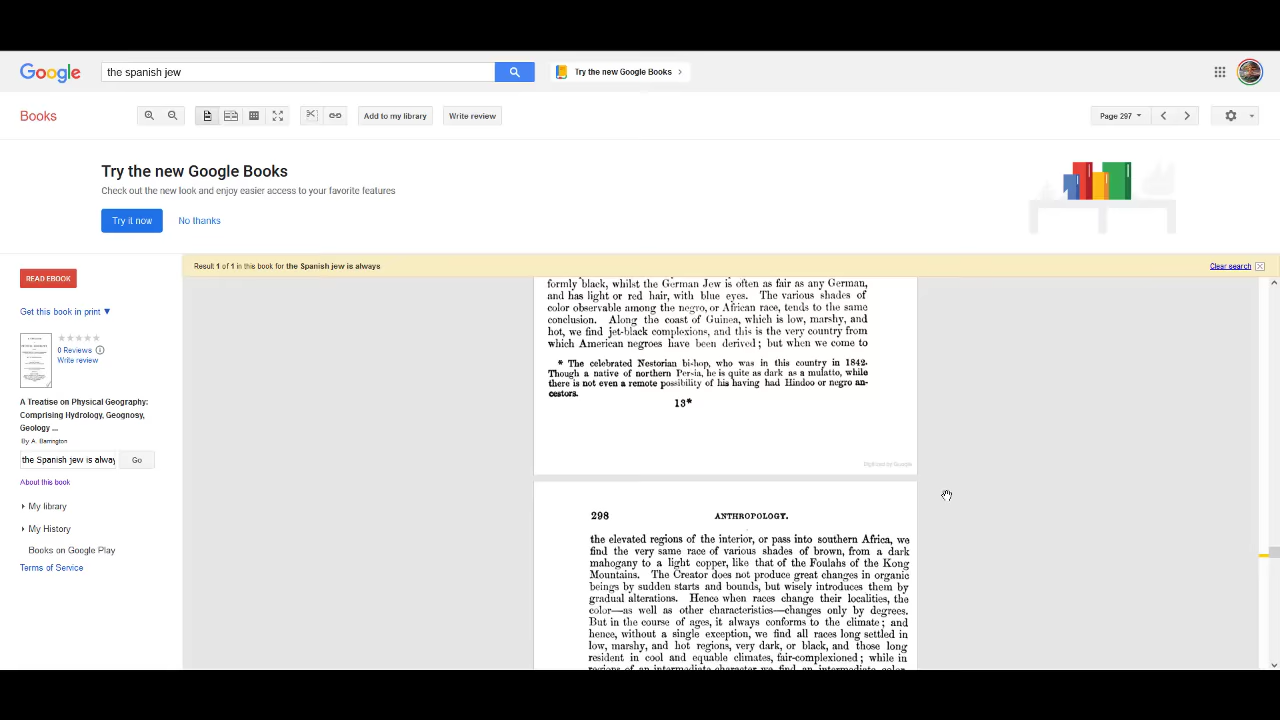 Google
the spanish jew
Try the new Google Books
Books
Add to my library
Write review
Page 297
Try the new Google Books
Check out the new look and enjoy easier access to your favorite features
Try it now
No thanks
Result 1 of 1 in this book for the Spanish jew is always
Clear search
READ EBOOK
Get this book in print
0 Reviews
Write review
A Treatise on Physical Geography:
Comprising Hydrology, Geognosy,
Geology ...
By A. Barrington
the Spanish jew is alway
Go
About this book
My library
My History
Books on Google Play
Terms of Service
formly black, whilst the German Jew is often as fair as any German,
and has light or red hair, with blue eyes. The various shades of
color observable among the negro, or African race, tends to the same
conclusion. Along the coast of Guinea, which is low, marshy, and
hot, we find jet-black complexions, and this is the very country from
which American negroes have been derived; but when we come to
* The celebrated Nestorian bishop, who was in this country in 1842.
Though a native of northern Persia, he is quite as dark as a mulatto, while
there is not even a remote possibility of his having had Hindoo or negro an-
cestors.
13*
Digitized by Google
298 ANTHROPOLOGY.
the elevated regions of the interior, or pass into southern Africa, we
find the very same race of various shades of brown, from a dark
mahogany to a light copper, like that of the Foulahs of the Kong
Mountains. The Creator does not produce great changes in organic
beings by sudden starts and bounds, but wisely introduces them by
gradual alterations. Hence when races change their localities, the
color—as well as other characteristics—changes only by degrees.
But in the course of ages, it always conforms to the climate; and
hence, without a single exception, we find all races long settled in
low, marshy, and hot regions, very dark, or black, and those long
resident in cool and equable climates, fair-complexioned; while in
regions of an intermediate character we find an intermediate color